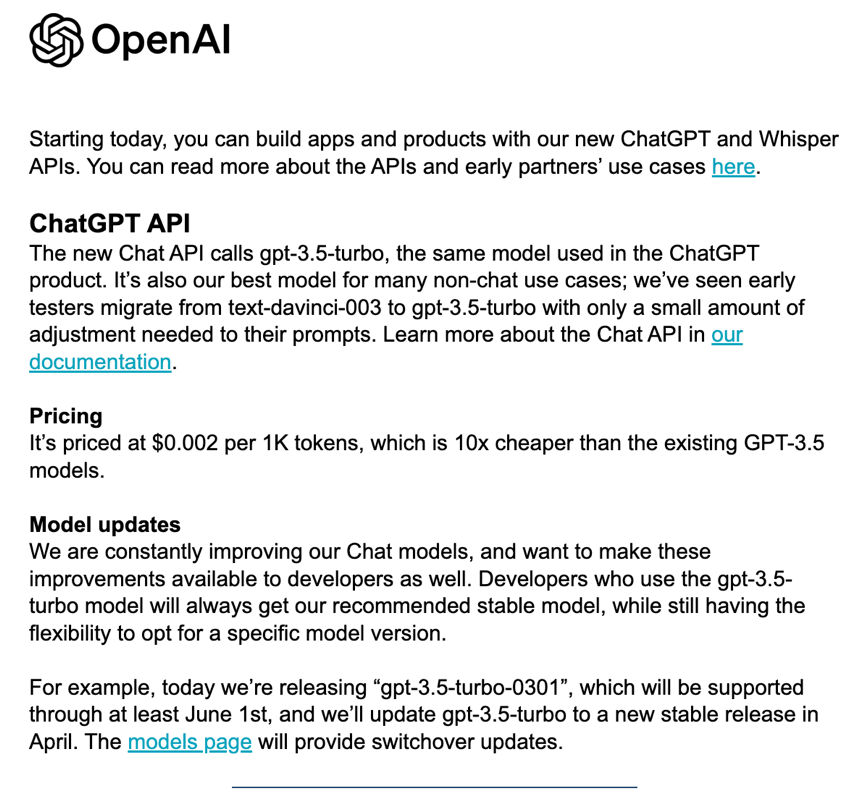 OpenAI
Starting today, you can build apps and products with our new ChatGPT and Whisper
APIs. You can read more about the APIs and early partners’ use cases here.
ChatGPT API
The new Chat API calls gpt-3.5-turbo, the same model used in the ChatGPT
product. It’s also our best model for many non-chat use cases; we’ve seen early
testers migrate from text-davinci-003 to gpt-3.5-turbo with only a small amount of
adjustment needed to their prompts. Learn more about the Chat API in our
documentation.
Pricing
It’s priced at $0.002 per 1K tokens, which is 10x cheaper than the existing GPT-3.5
models.
Model updates
We are constantly improving our Chat models, and want to make these
improvements available to developers as well. Developers who use the gpt-3.5-
turbo model will always get our recommended stable model, while still having the
flexibility to opt for a specific model version.
For example, today we’re releasing “gpt-3.5-turbo-0301”, which will be supported
through at least June 1st, and we’ll update gpt-3.5-turbo to a new stable release in
April. The models page will provide switchover updates.